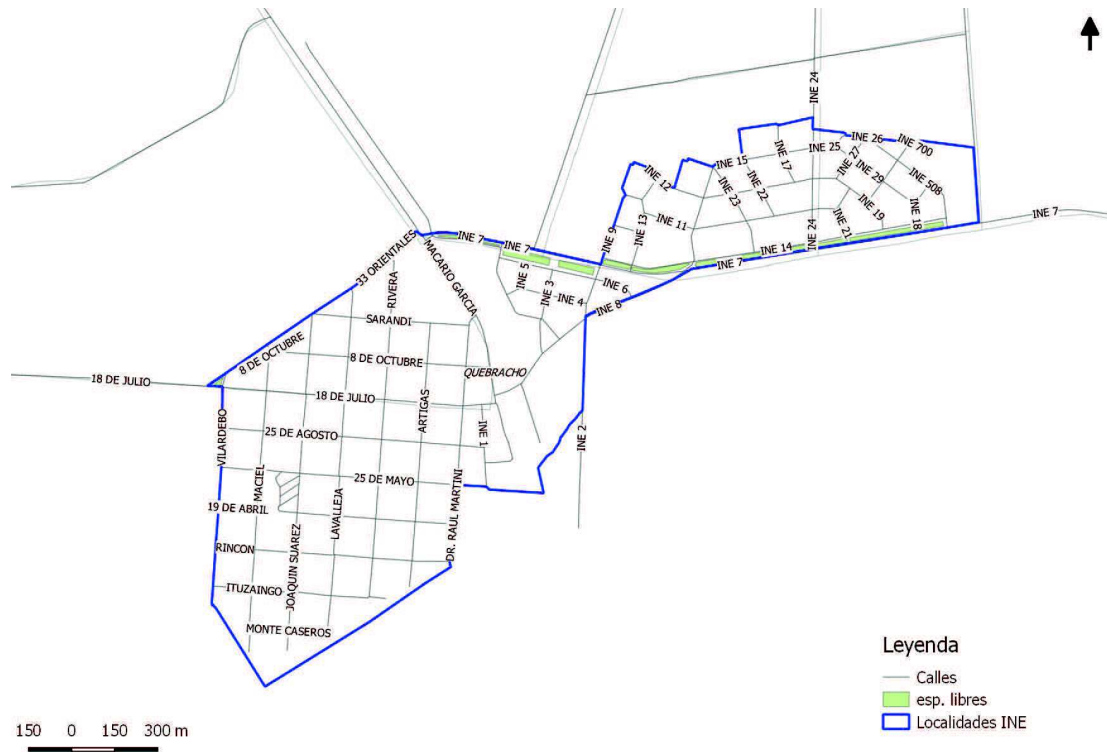 INE 24
INE 26
INE 700
INE 15
INE 17
INE 25
INE 27
INE 12
INE 29
INE 508
INE 23
INE 22
INE 13
INE 11
INE 19
INE 18
INE 9
INE 24
INE 21
INE 7
INE 7
INE 7
INE 14
INE 7
33 ORIENTALES
MACARIO GARCIA
RIVERA
INE 5
INE 3
INE 6
INE 4
INE 8
SARANDI
8 DE OCTUBRE
8 DE OCTUBRE
QUEBRACHO
18 DE JULIO
18 DE JULIO
ARTIGAS
VILARDEBO
25 DE AGOSTO
INE 1
INE 2
MACIEL
25 DE MAYO
19 DE ABRIL
LAVALLEJA
JOAQUIN SUAREZ
DR. RAUL MARTINI
RINCON
ITUZAINGO
MONTE CASEROS
Leyenda
Calles
esp. libres
Localidades INE
150 0 150 300 m